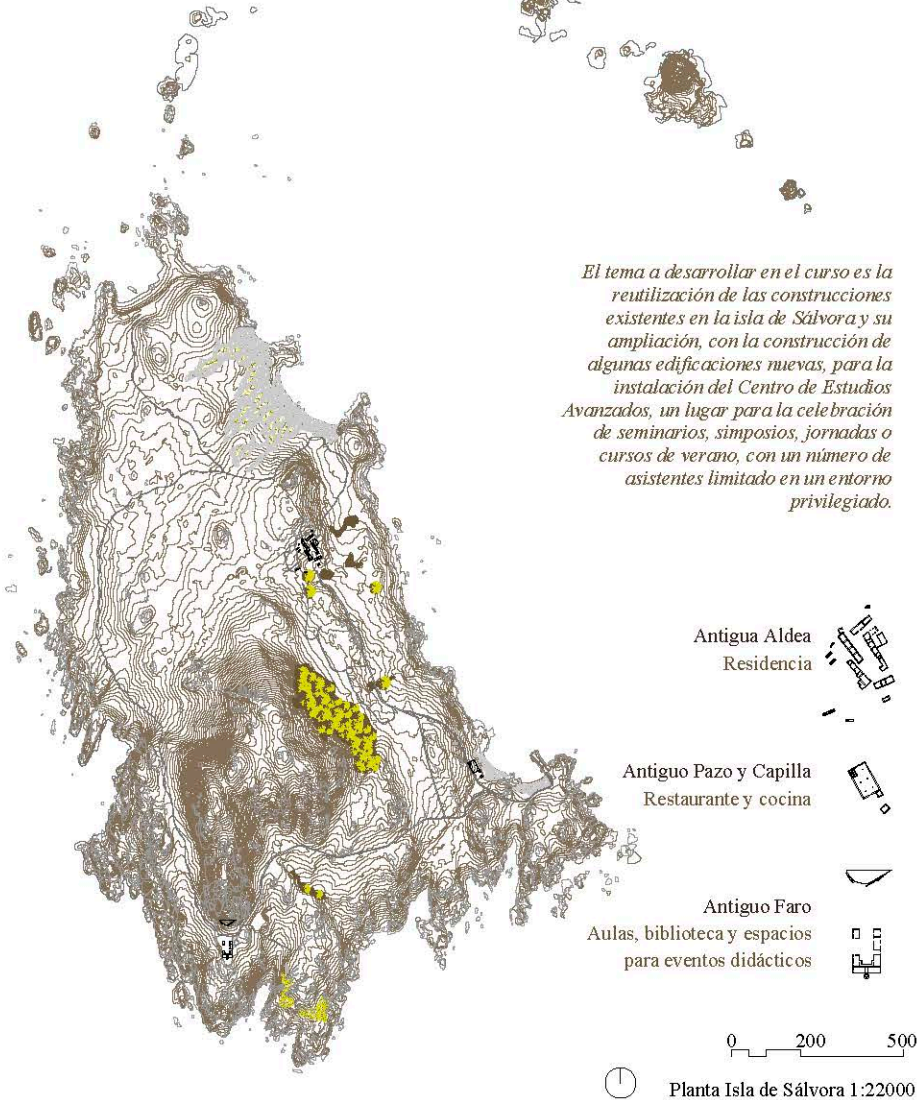 El tema a desarrollar en el curso es la
reutilización de las construcciones
existentes en la isla de Sálvora y su
ampliación, con la construcción de
algunas edificaciones nuevas, para la
instalación del Centro de Estudios
Avanzados, un lugar para la celebración
de seminarios, simposios, jornadas o
cursos de verano, con un número de
asistentes limitado en un entorno
privilegiado.
Antigua Aldea
Residencia
Antiguo Pazo y Capilla
Restaurante y cocina
Antiguo Faro
Aulas, biblioteca y espacios
para eventos didácticos
0 200 500
Planta Isla de Sálvora 1:22000